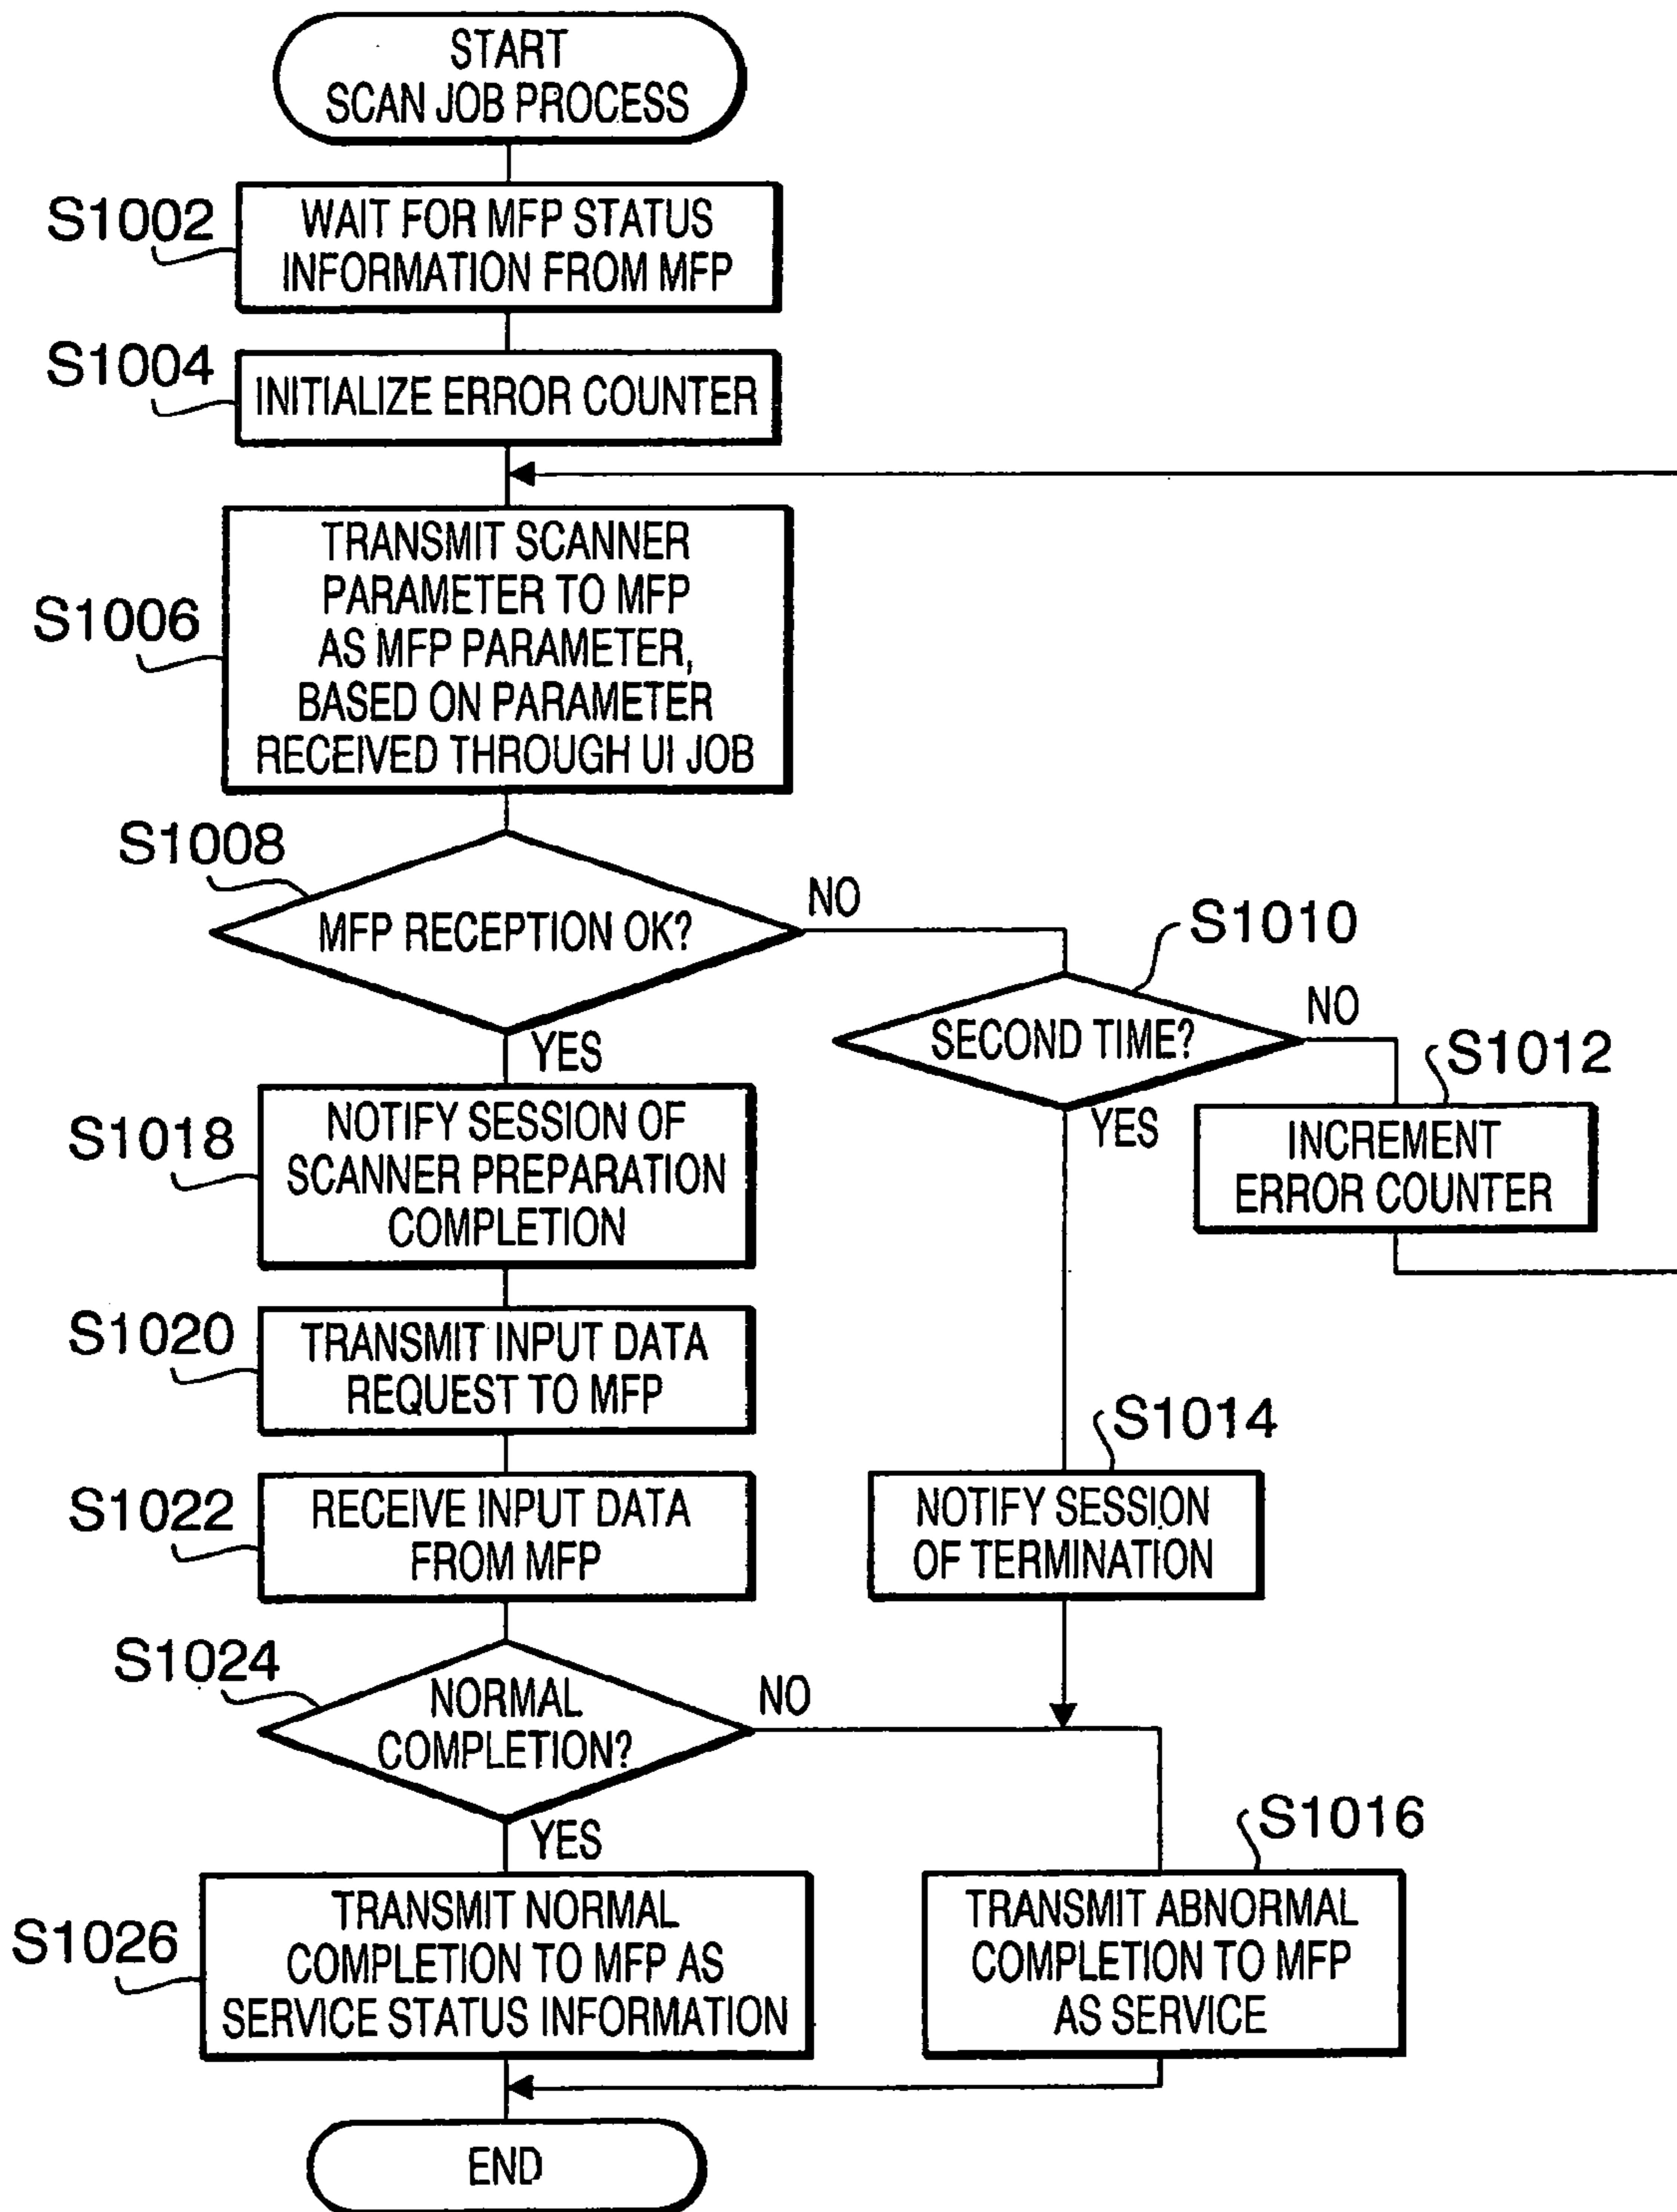 START
SCAN JOB PROCESS
S1002
WAIT FOR MFP STATUS
INFORMATION FROM MFP
S1004
INITIALIZE ERROR COUNTER
S1006
TRANSMIT SCANNER
PARAMETER TO MFP
AS MFP PARAMETER,
BASED ON PARAMETER
RECEIVED THROUGH UI JOB
S1008
MFP RECEPTION OK?
NO
YES
S1010
SECOND TIME?
NO
YES
S1012
INCREMENT
ERROR COUNTER
S1018
NOTIFY SESSION OF
SCANNER PREPARATION
COMPLETION
S1020
TRANSMIT INPUT DATA
REQUEST TO MFP
S1022
RECEIVE INPUT DATA
FROM MFP
S1014
NOTIFY SESSION
OF TERMINATION
S1024
NORMAL
COMPLETION?
NO
YES
S1026
TRANSMIT NORMAL
COMPLETION TO MFP AS
SERVICE STATUS INFORMATION
S1016
TRANSMIT ABNORMAL
COMPLETION TO MFP
AS SERVICE
END